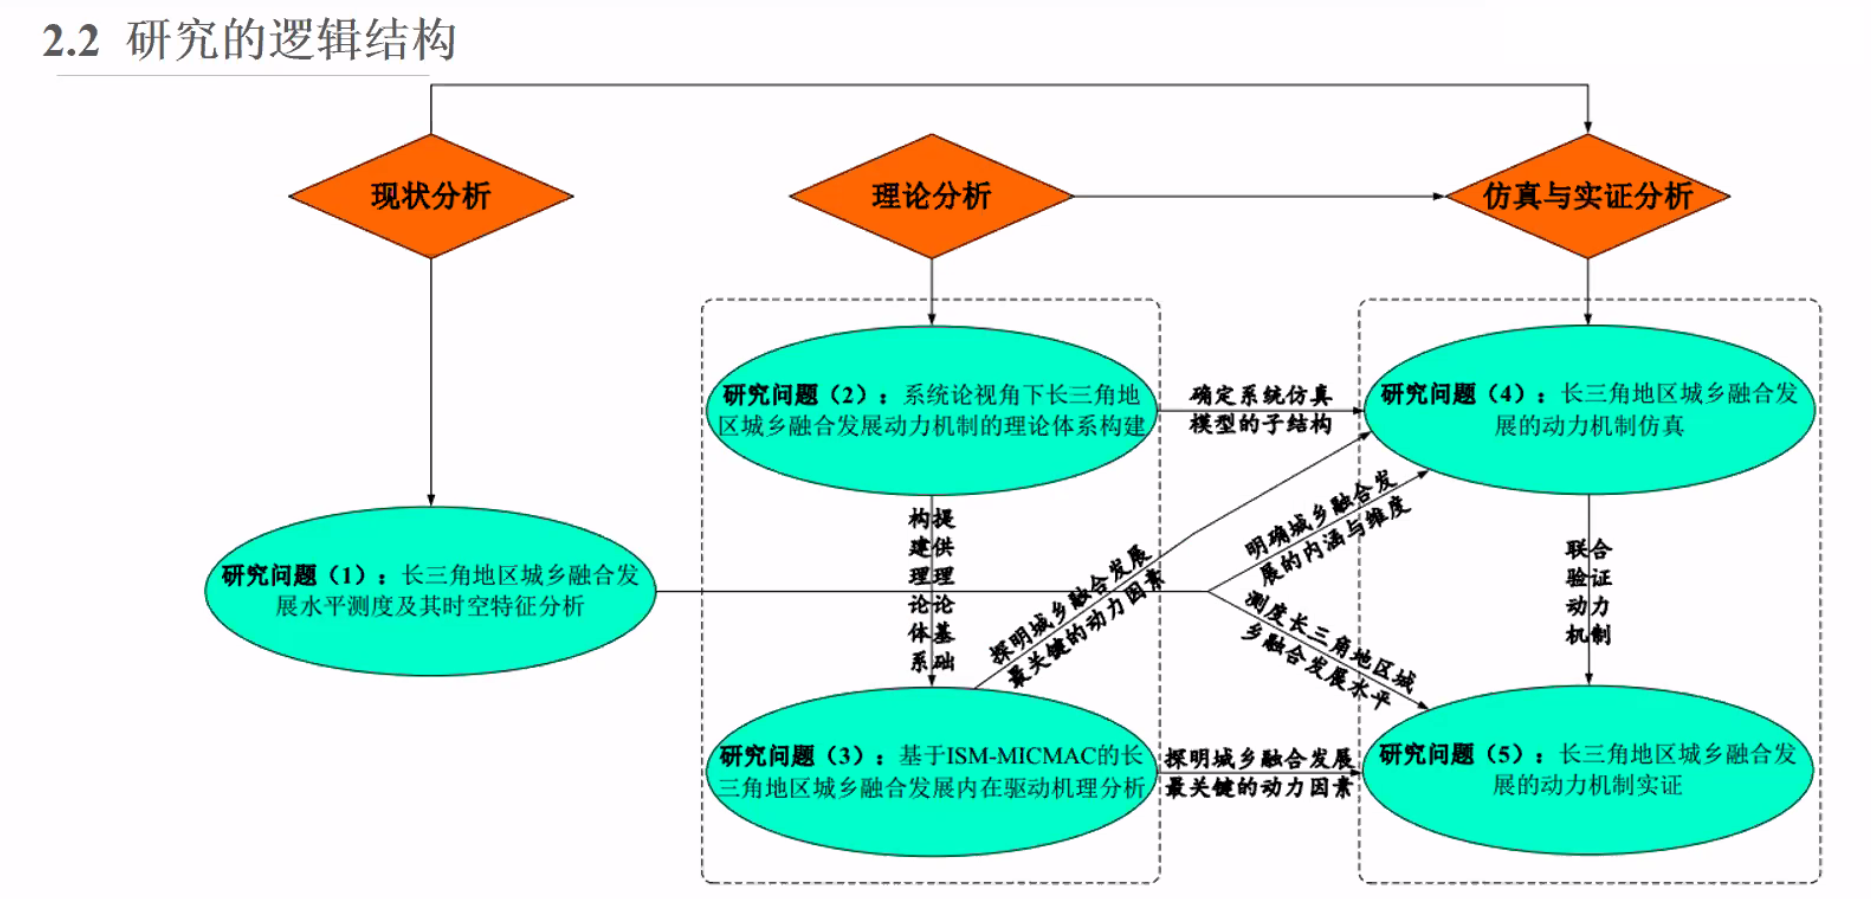 2.2 研究的逻辑结构
现状分析
理论分析
仿真与实证分析
研究问题（2）：系统论视角下长三角地
区城乡融合发展动力机制的理论体系构建
确定系统仿真
模型的子结构
研究问题（4）：长三角地区城乡融合发
展的动力机制仿真
构建理论体系
提供理论基础
探明城乡融合发展
最关键的动力因素
明确城乡融合发
展的内涵与维度
联合
验证
动力
机制
研究问题（1）：长三角地区城乡融合发
展水平测度及其时空特征分析
测度长三角地区城
乡融合发展水平
研究问题（3）：基于ISM-MICMAC的长
三角地区城乡融合发展内在驱动机理分析
探明城乡融合发展
最关键的动力因素
研究问题（5）：长三角地区城乡融合发
展的动力机制实证